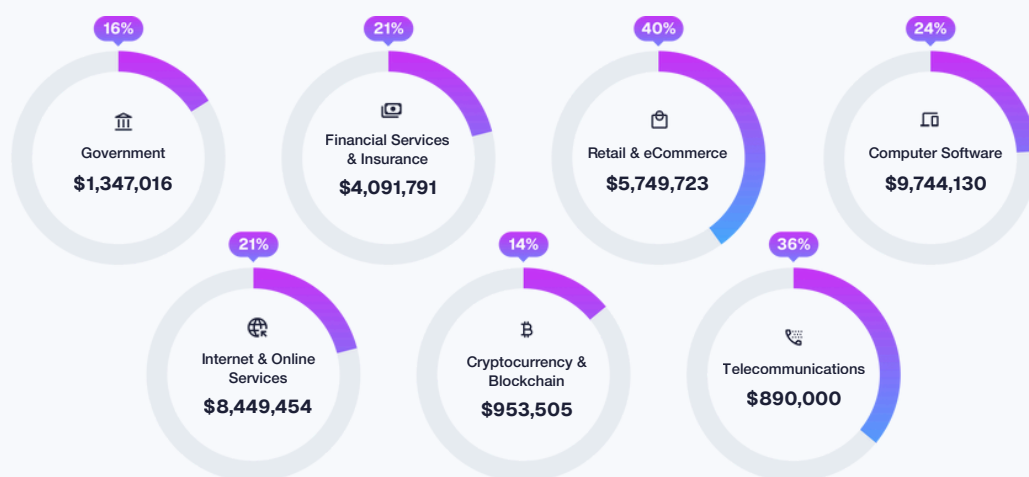 16%
Government
$1,347,016
21%
Financial Services
& Insurance
$4,091,791
40%
Retail & eCommerce
$5,749,723
24%
Computer Software
$9,744,130
21%
Internet & Online
Services
$8,449,454
14%
Cryptocurrency &
Blockchain
$953,505
36%
Telecommunications
$890,000